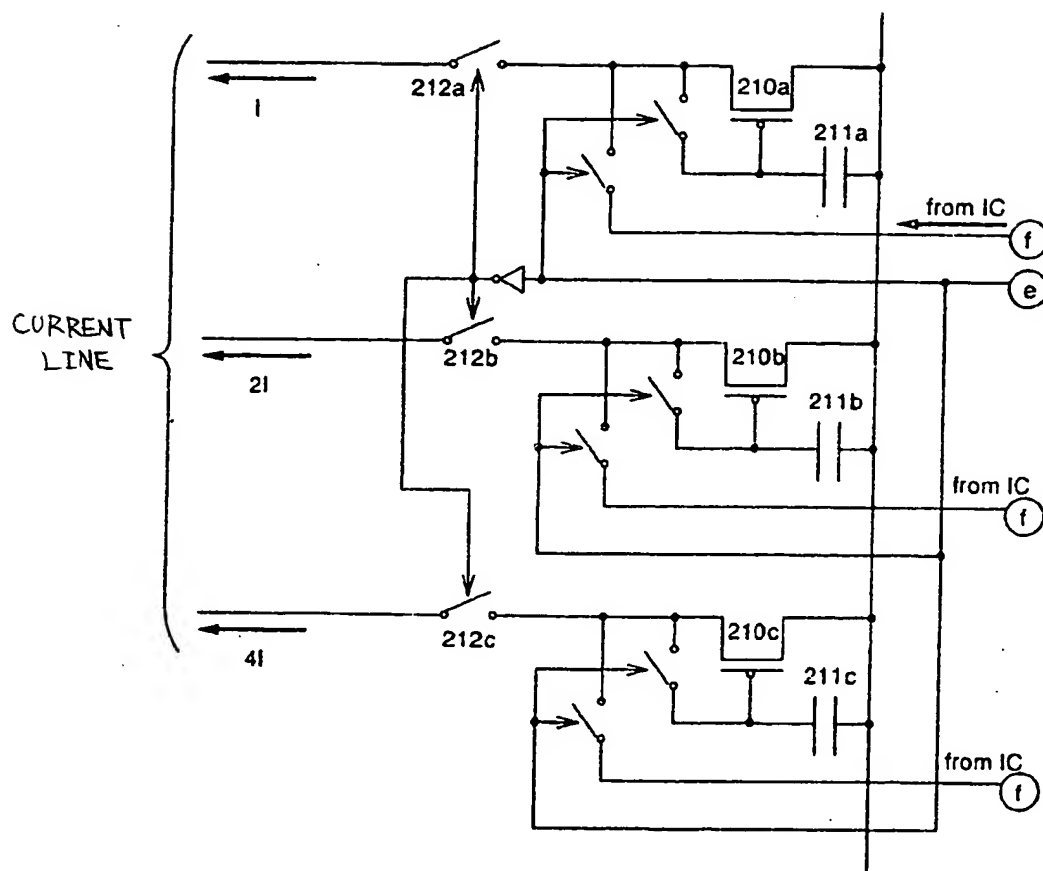 212a
I
210a
211a
from IC
f
e
CURRENT
LINE
212b
2I
210b
211b
from IC
f
212c
4I
210c
211c
from IC
f